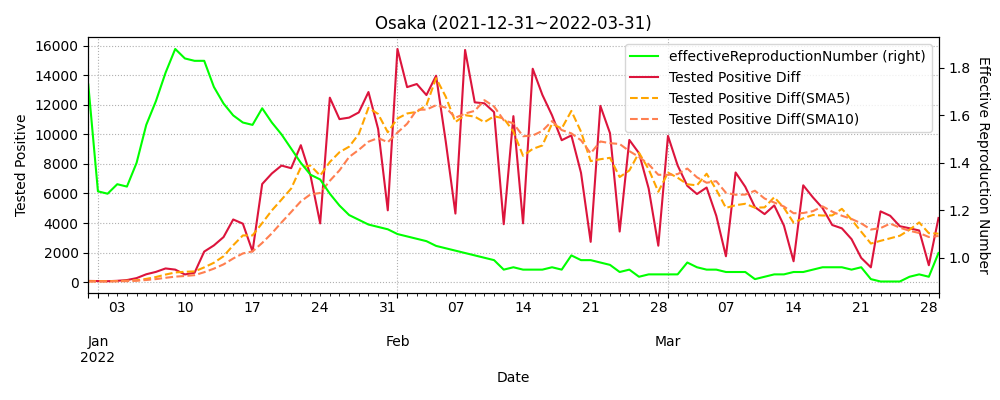 Osaka (2021-12-31~2022-03-31)
effectiveReproductionNumber (right)
Tested Positive Diff
Tested Positive Diff(SMA5)
Tested Positive Diff(SMA10)
Tested Positive
16000
14000
12000
10000
8000
6000
4000
2000
0
1.8
1.6
1.4
1.2
1.0
Effective Reproduction Number
03 10 17 24 31 07 14 21 28 07 14 21 28
Jan Feb Mar
2022
Date